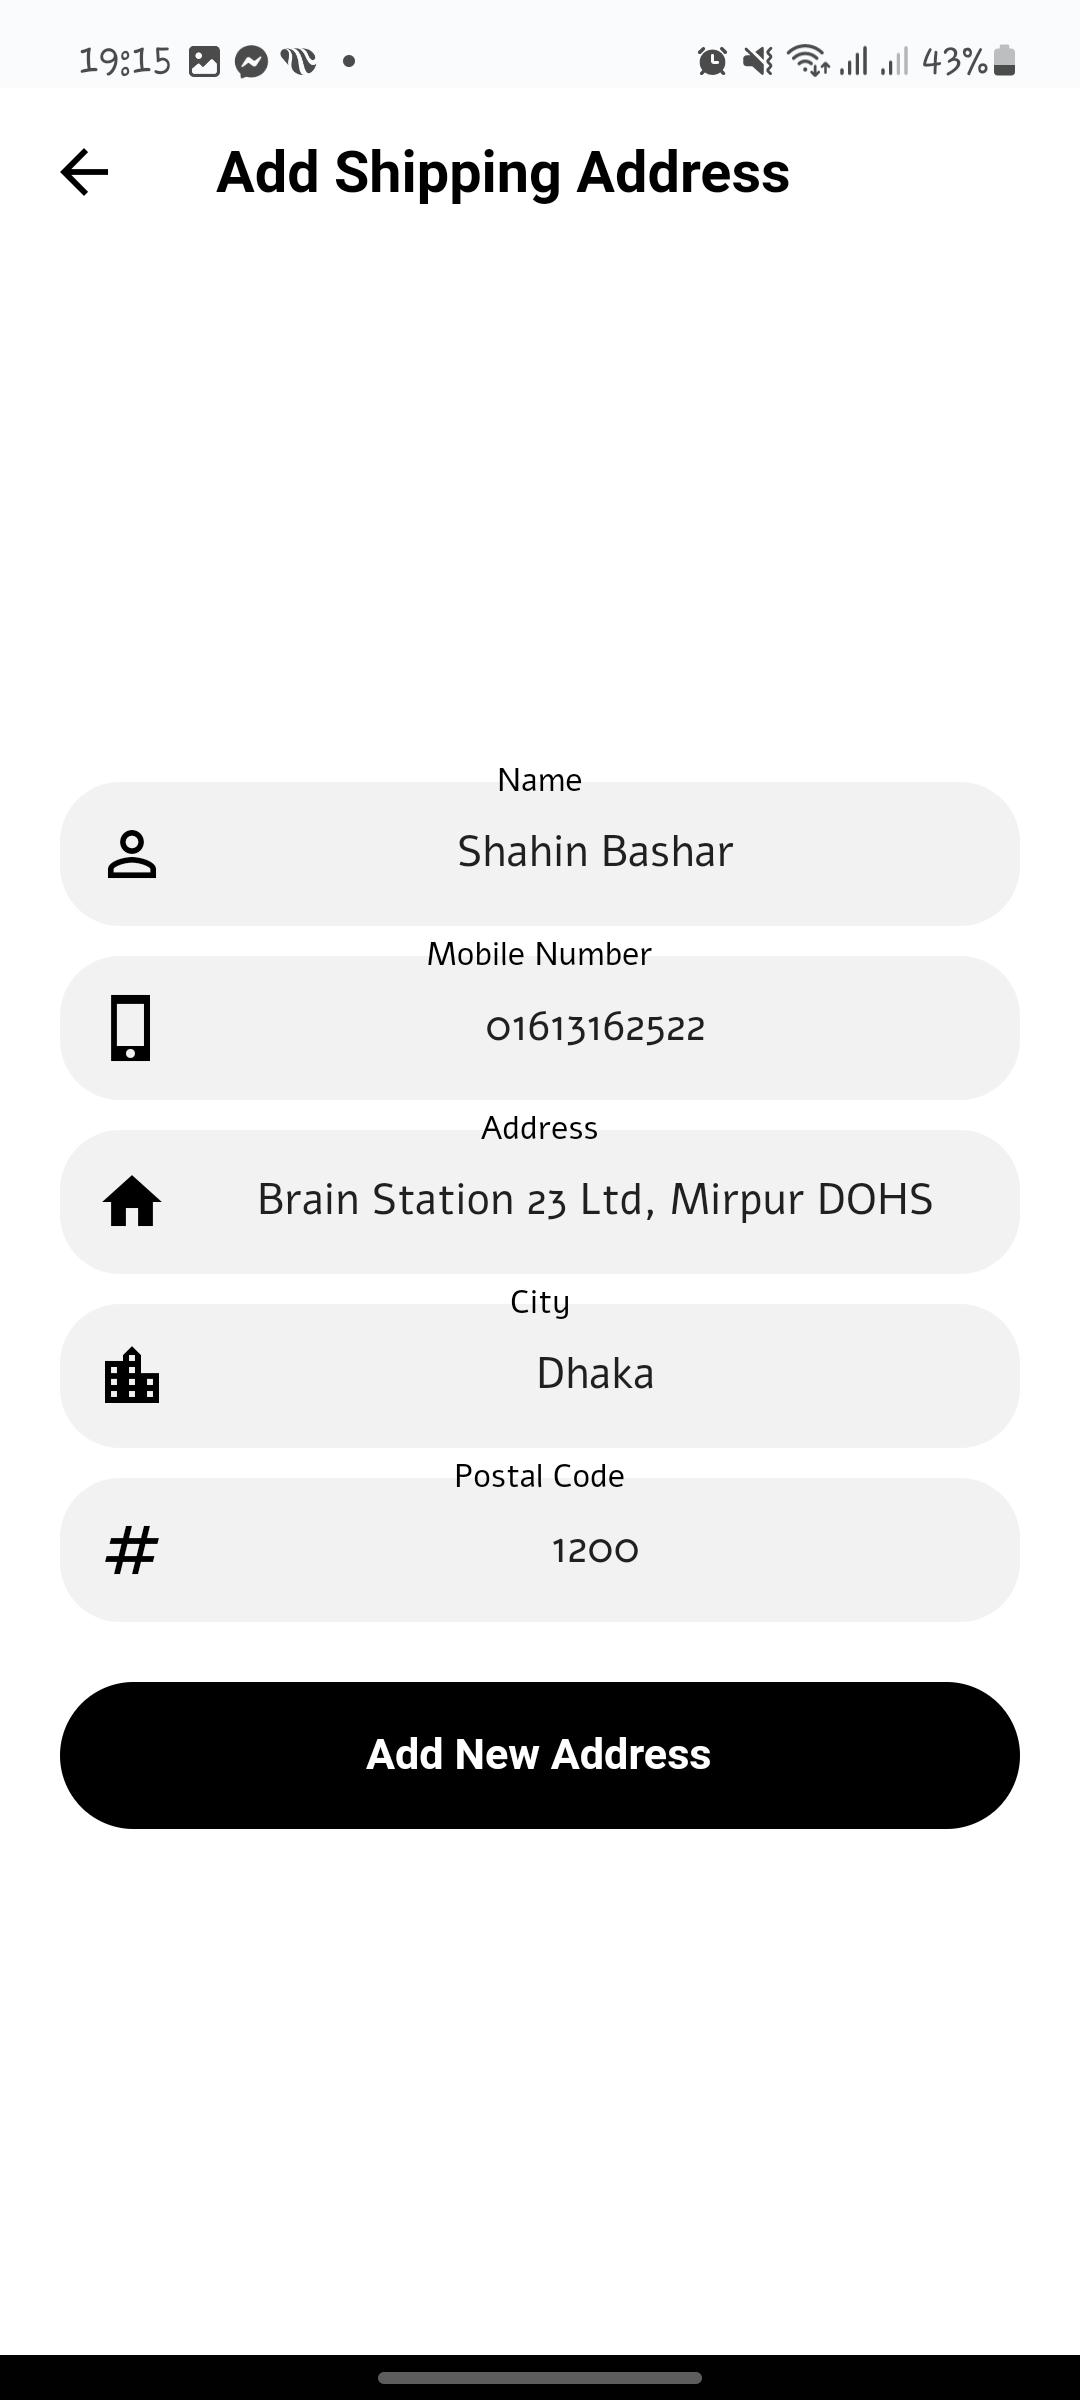 19:15 43%
Add Shipping Address
Name
Shahin Bashar
Mobile Number
01613162522
Address
Brain Station 23 Ltd, Mirpur DOHS
City
Dhaka
Postal Code
1200
Add New Address